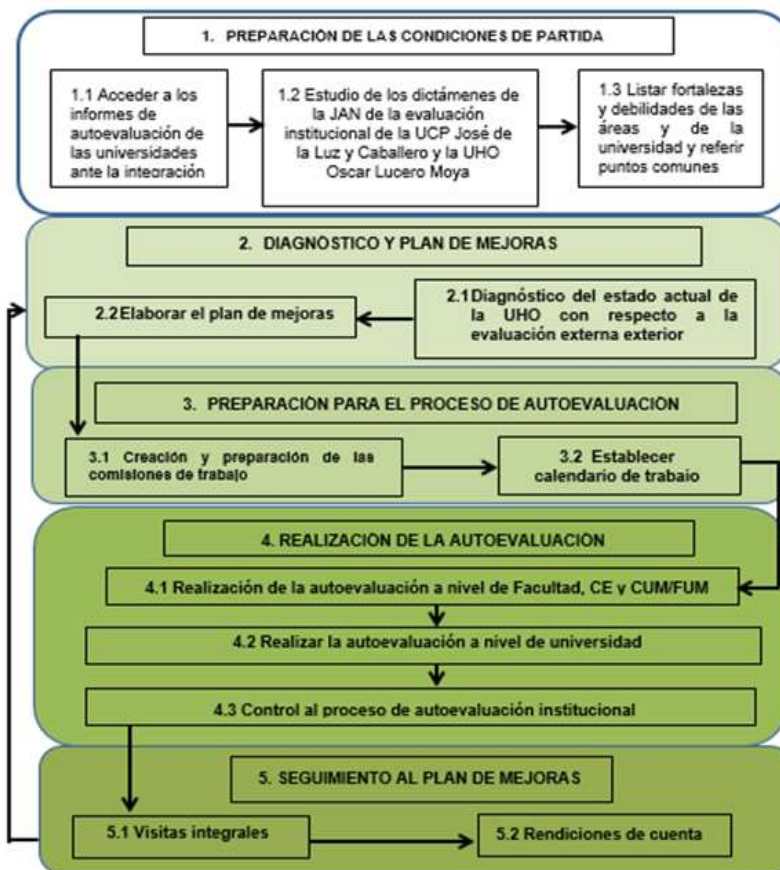 1. PREPARACIÓN DE LAS CONDICIONES DE PARTIDA
1.1 Acceder a los
informes de
autoevaluación de
las universidades
ante la integración
1.2 Estudio de los dictámenes de
la JAN de la evaluación
institucional de la UCP José de
la Luz y Caballero y la UHO
Oscar Lucero Moya
1.3 Listar fortalezas
y debilidades de las
áreas y de la
universidad y referir
puntos comunes
2. DIAGNÓSTICO Y PLAN DE MEJORAS
2.1 Diagnóstico del estado actual de
la UHO con respecto a la
evaluación externa exterior
2.2 Elaborar el plan de mejoras
3. PREPARACIÓN PARA EL PROCESO DE AUTOEVALUACIÓN
3.1 Creación y preparación de las
comisiones de trabajo
3.2 Establecer
calendario de trabajo
4. REALIZACIÓN DE LA AUTOEVALUACIÓN
4.1 Realización de la autoevaluación a nivel de Facultad, CE y CUM/FUM
4.2 Realizar la autoevaluación a nivel de universidad
4.3 Control al proceso de autoevaluación institucional
5. SEGUIMIENTO AL PLAN DE MEJORAS
5.1 Visitas integrales
5.2 Rendiciones de cuenta